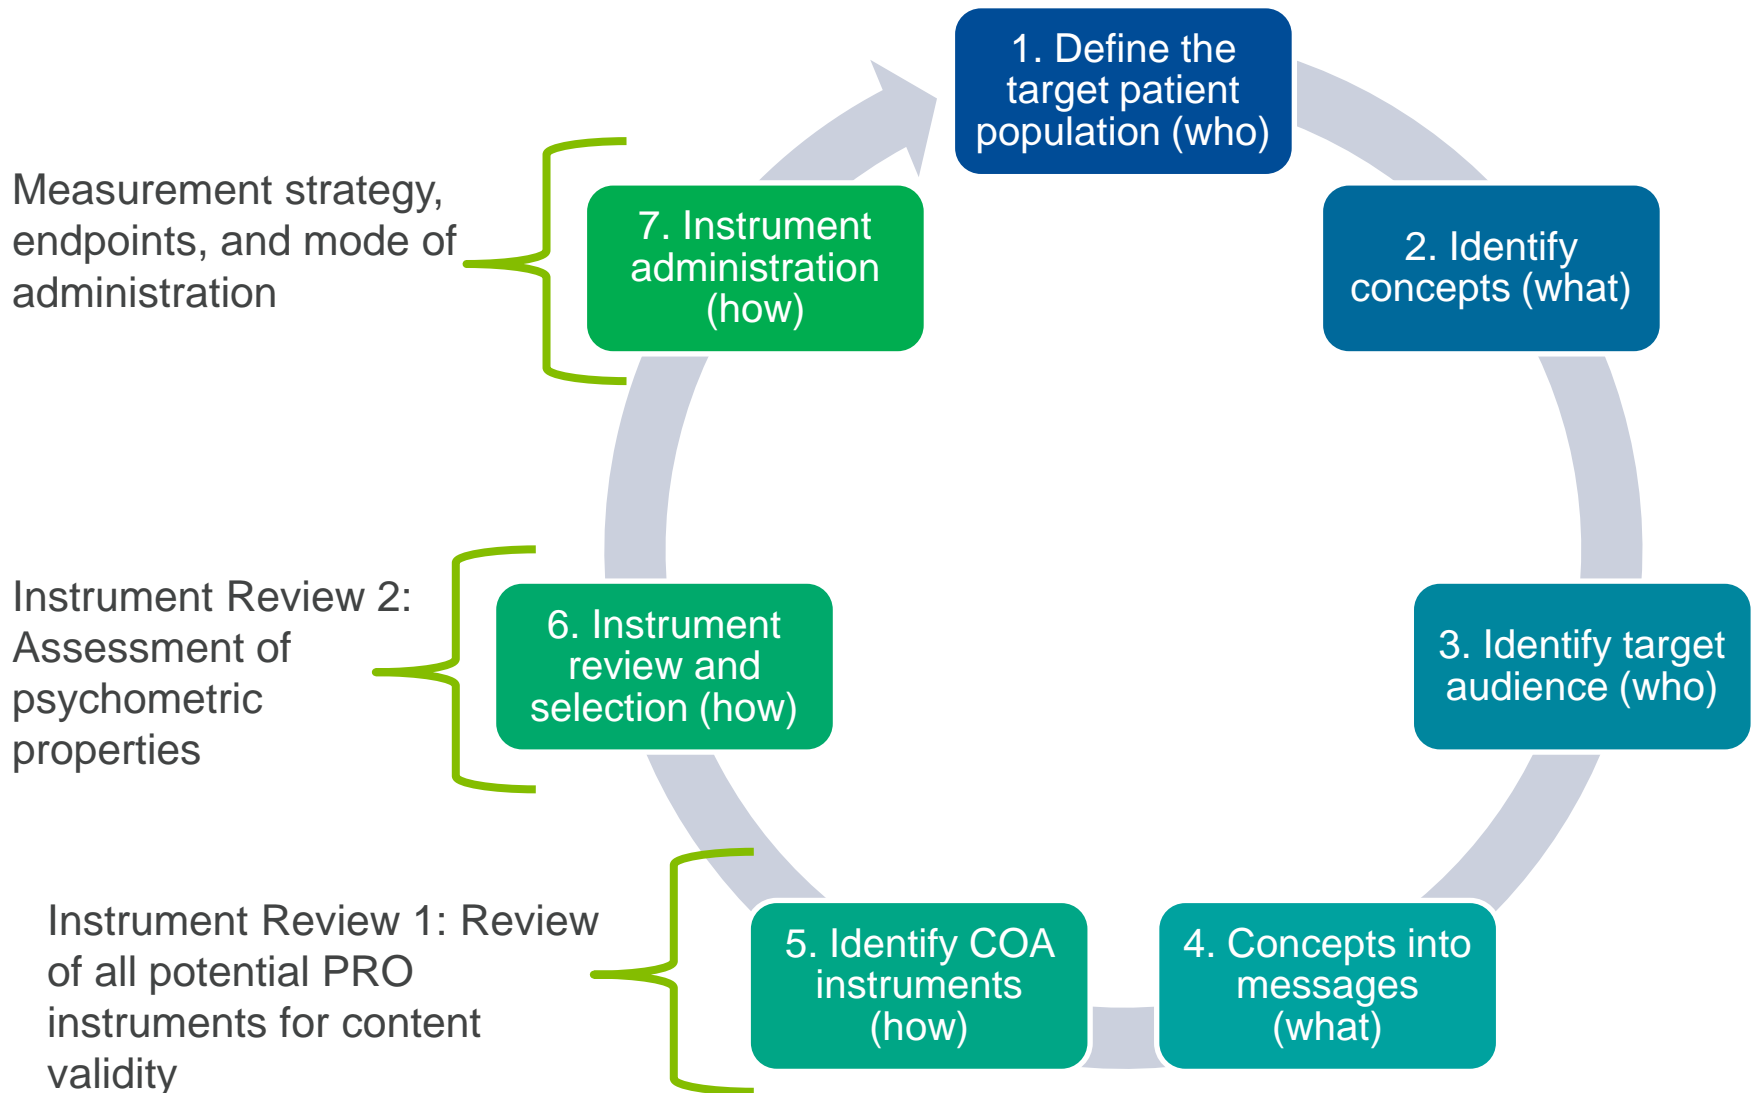 1. Define the
target patient
population (who)
2. Identify
concepts (what)
3. Identify target
audience (who)
4. Concepts into
messages
(what)
5. Identify COA
instruments
(how)
Instrument Review 1: Review
of all potential PRO
instruments for content
validity
6. Instrument
review and
selection (how)
Instrument Review 2:
Assessment of
psychometric
properties
7. Instrument
administration
(how)
Measurement strategy,
endpoints, and mode of
administration